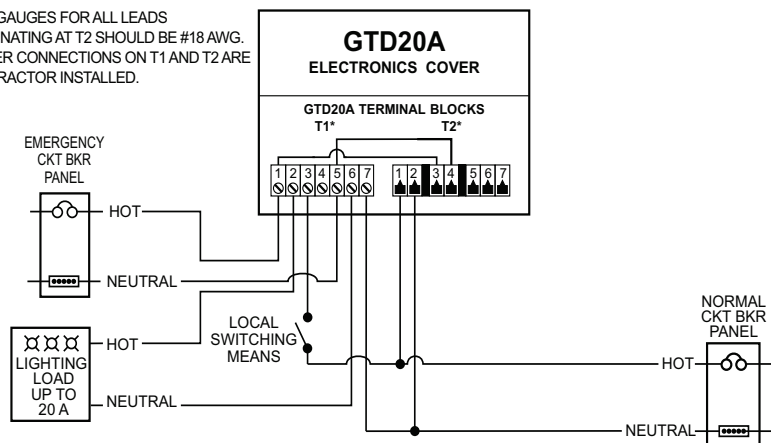 GAUGES FOR ALL LEADS
NATING AT T2 SHOULD BE #18 AWG.
ER CONNECTIONS ON T1 AND T2 ARE
RACTOR INSTALLED.
GTD20A
ELECTRONICS COVER
GTD20A TERMINAL BLOCKS
T1* T2*
1 2 3 4 5 6 7 1 2 3 4 5 6 7
EMERGENCY
CKT BKR
PANEL
HOT
NEUTRAL
HOT
LIGHTING
LOAD
UP TO
20 A
NEUTRAL
LOCAL
SWITCHING
MEANS
NORMAL
CKT BKR
PANEL
HOT
NEUTRAL